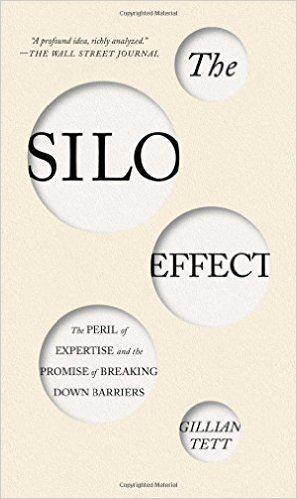 "A profound idea, richly analyzed."
—THE WALL STREET JOURNAL
The
SILO
EFFECT
The PERIL of
EXPERTISE and the
PROMISE of BREAKING
DOWN BARRIERS
GILLIAN
TETT